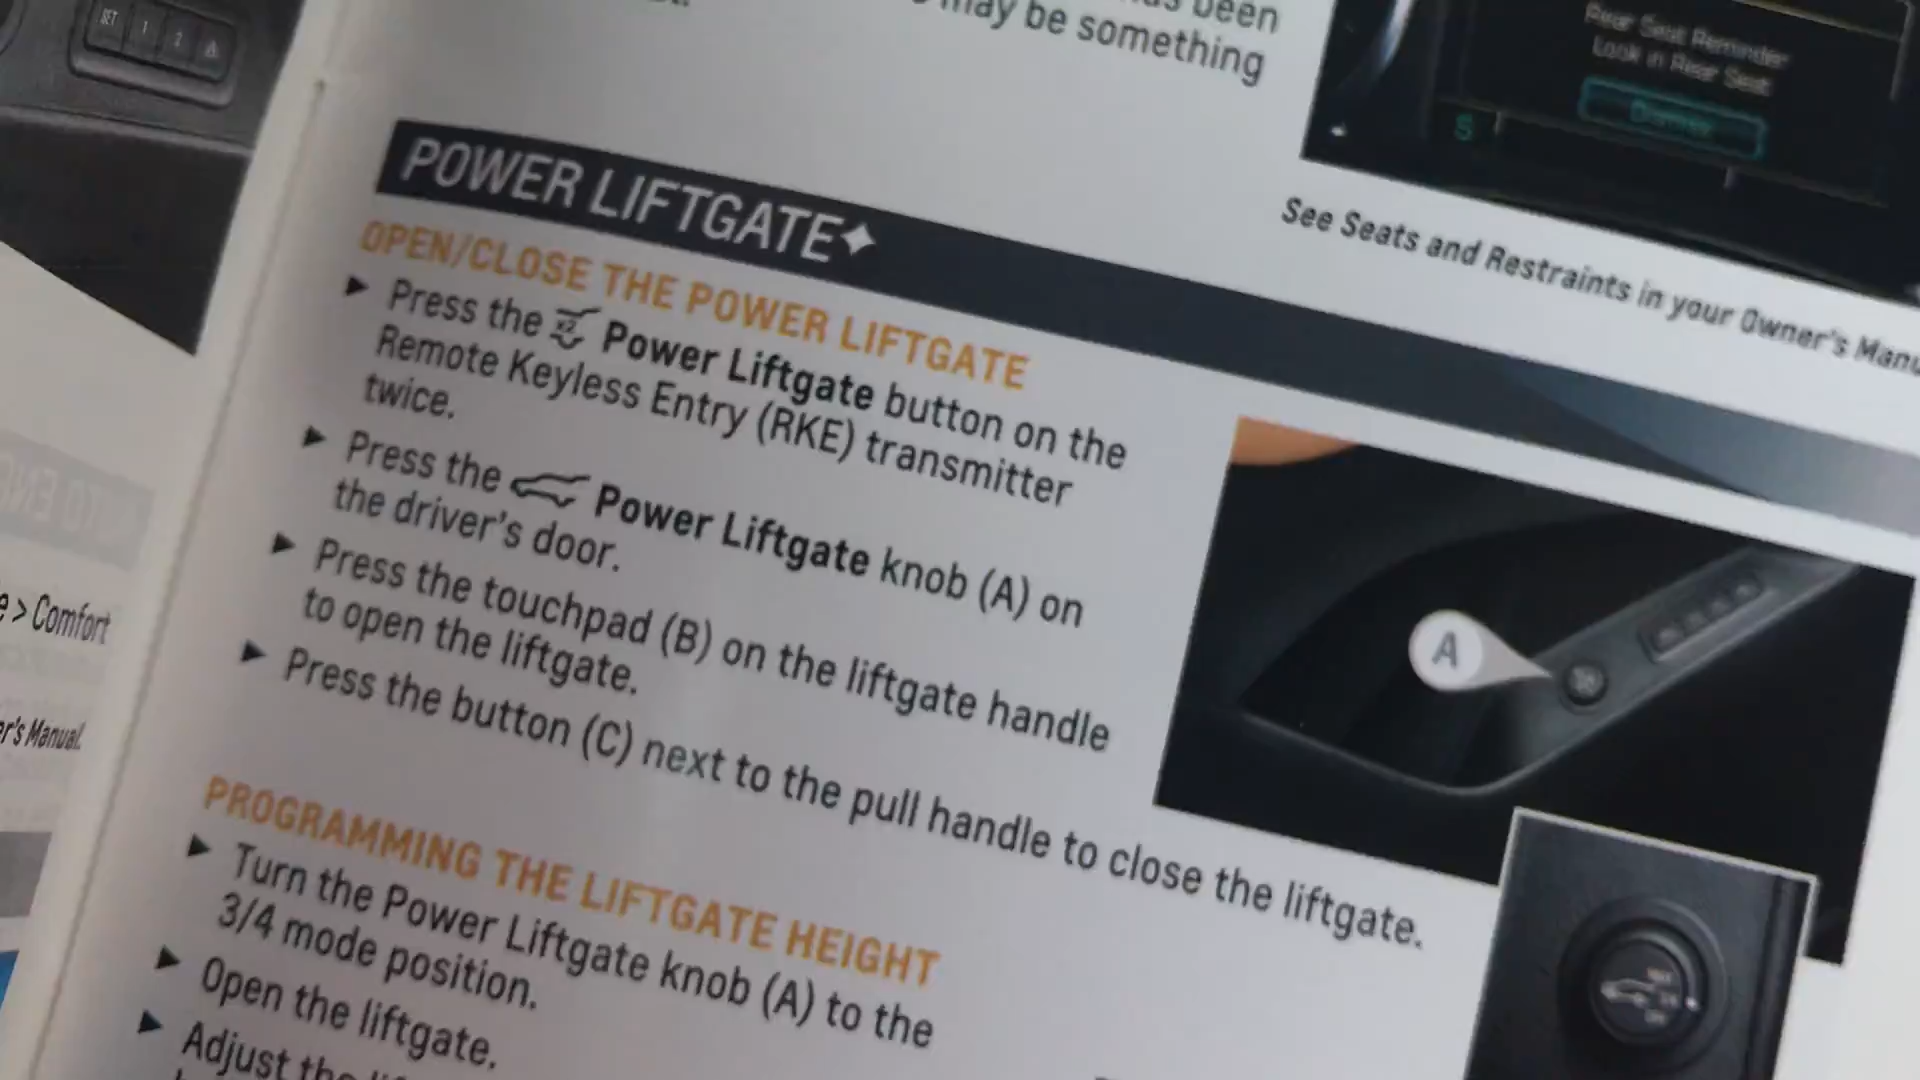 SET 1 2
been
may be something
Rear Seat Reminder
Look in Rear Seat
Dismiss
S
See Seats and Restraints in your Owner's
POWER LIFTGATE
OPEN/CLOSE THE POWER LIFTGATE
► Press the x2 Power Liftgate button on the
Remote Keyless Entry (RKE) transmitter
twice.
► Press the Power Liftgate knob (A) on
the driver's door.
► Press the touchpad (B) on the liftgate handle
to open the liftgate.
► Press the button (C) next to the pull handle to close the liftgate.
A
PROGRAMMING THE LIFTGATE HEIGHT
► Turn the Power Liftgate knob (A) to the
3/4 mode position.
► Open the liftgate.
► Adjust the
> Comfort
Manual.